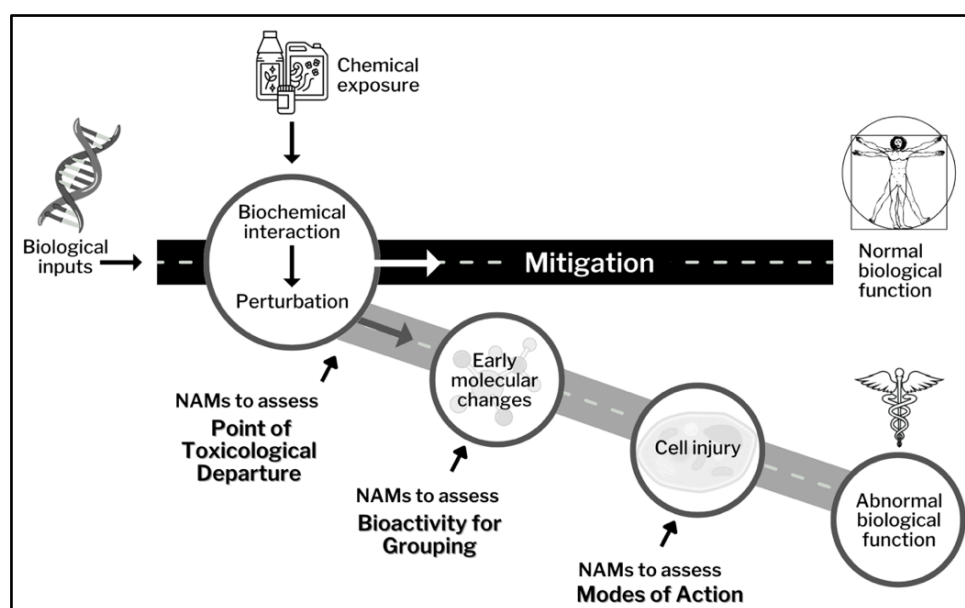 Chemical
exposure
Biological
inputs
Biochemical
interaction
Perturbation
Mitigation
Normal
biological
function
NAMs to assess
Point of
Toxicological
Departure
Early
molecular
changes
NAMs to assess
Bioactivity for
Grouping
Cell injury
NAMs to assess
Modes of Action
Abnormal
biological
function